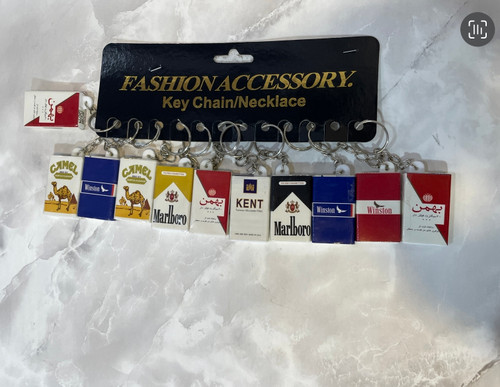 FASHION ACCESSORY.
Key Chain/Necklace
بهمن
CAMEL
Winston
CAMEL
Marlboro
بهمن
KENT
Marlboro
Winston
Winston
بهمن